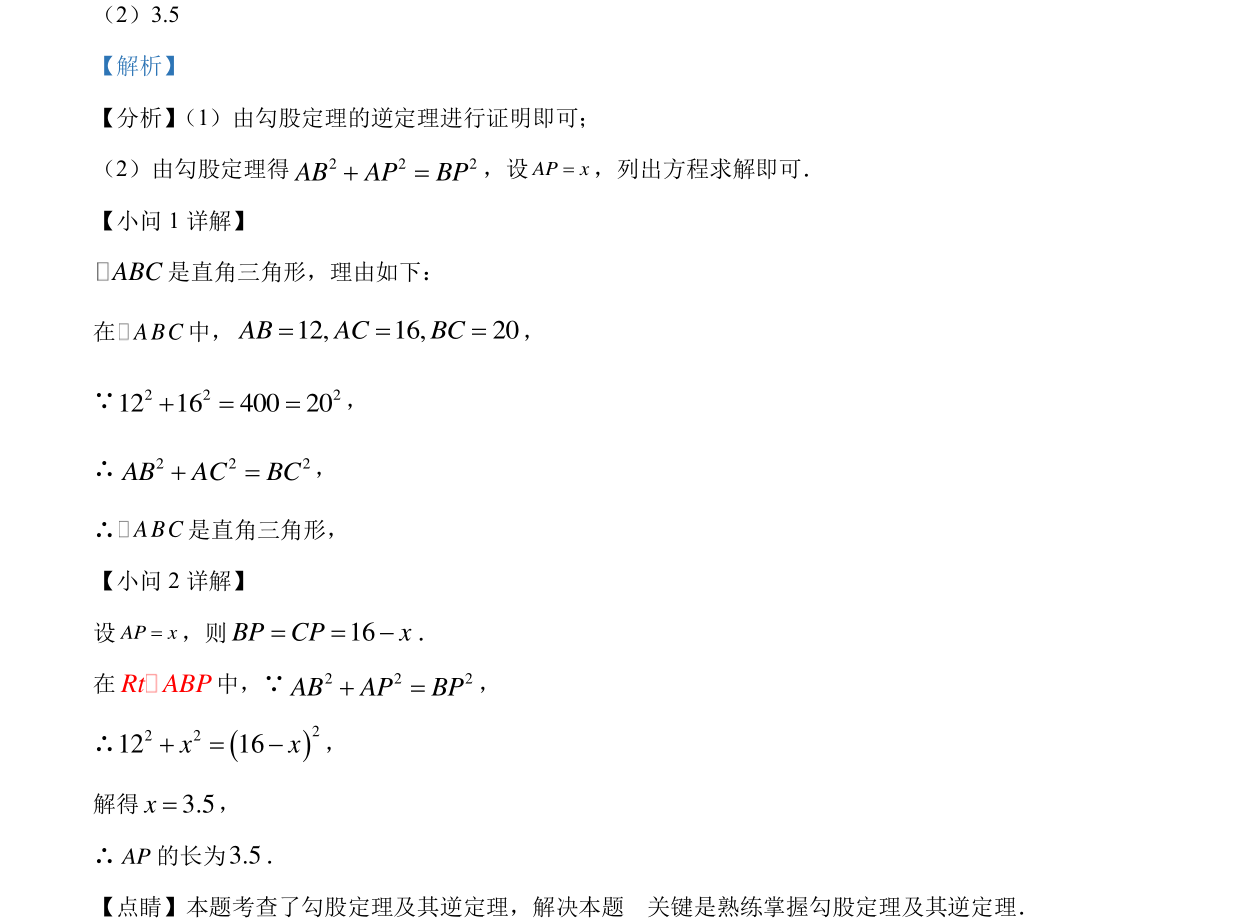 （2）3.5
【解析】
【分析】（1）由勾股定理的逆定理进行证明即可；
（2）由勾股定理得 AB² + AP² = BP²，设 AP = x，列出方程求解即可．
【小问 1 详解】
□ABC 是直角三角形，理由如下：
在□ABC 中，AB = 12, AC = 16, BC = 20，
∵12² + 16² = 400 = 20²，
∴ AB² + AC² = BC²，
∴□ABC 是直角三角形，
【小问 2 详解】
设 AP = x，则 BP = CP = 16 − x．
在 Rt□ABP 中，∵ AB² + AP² = BP²，
∴12² + x² = (16 − x)²，
解得 x = 3.5，
∴ AP 的长为 3.5．
【点睛】本题考查了勾股定理及其逆定理，解决本题　关键是熟练掌握勾股定理及其逆定理．